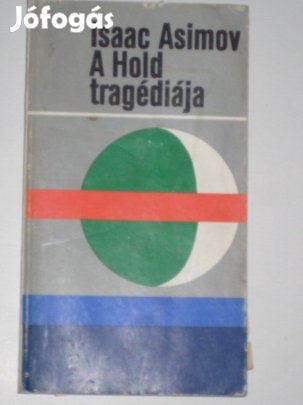 Jófogás
Isaac Asimov
A Hold
tragédiája